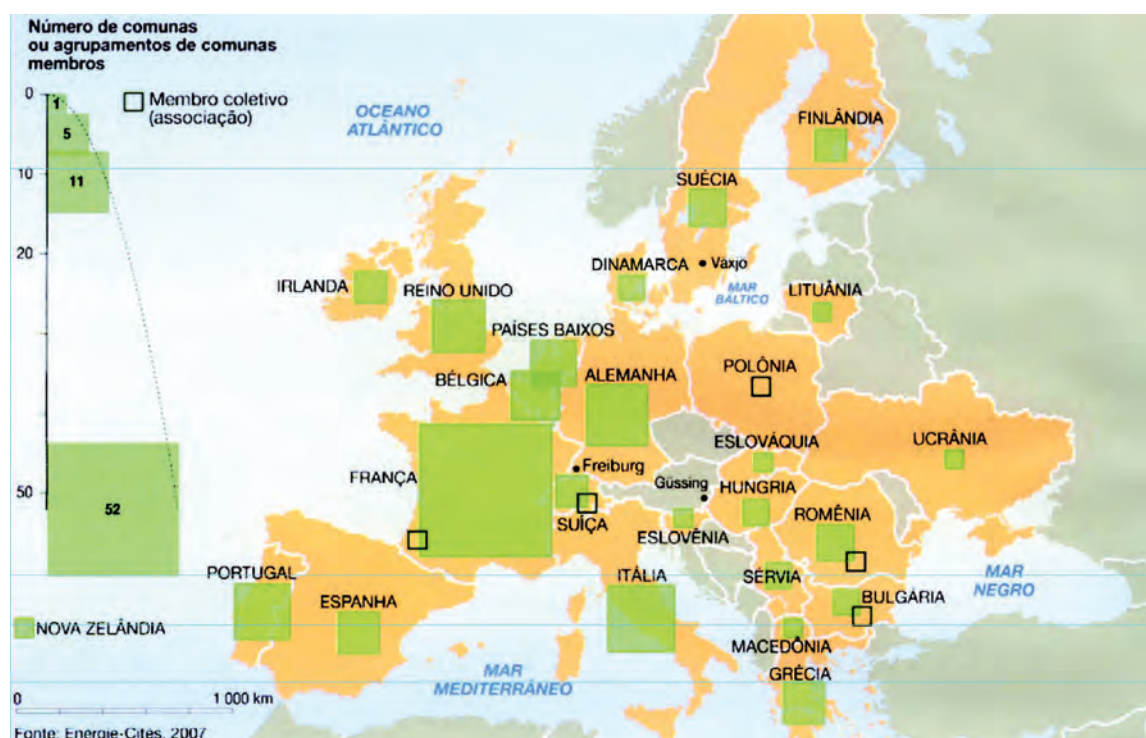 Número de comunas
ou agrupamentos de comunas
membros
0
1
5
10
11
20
50
52
Membro coletivo
(associação)
OCEANO
ATLÂNTICO
FINLÂNDIA
SUÉCIA
DINAMARCA
Växjo
MAR
BÁLTICO
LITUÂNIA
IRLANDA
REINO UNIDO
PAÍSES BAIXOS
BÉLGICA
ALEMANHA
POLÔNIA
ESLOVÁQUIA
UCRÂNIA
FRANÇA
Freiburg
Güssing
HUNGRIA
SUÍÇA
ROMÊNIA
ESLOVÊNIA
PORTUGAL
ESPANHA
ITÁLIA
SÉRVIA
MAR
NEGRO
BULGÁRIA
NOVA ZELÂNDIA
MACEDÔNIA
MAR
MEDITERRÂNEO
GRÉCIA
0 1 000 km
Fonte: Energie-Cités, 2007